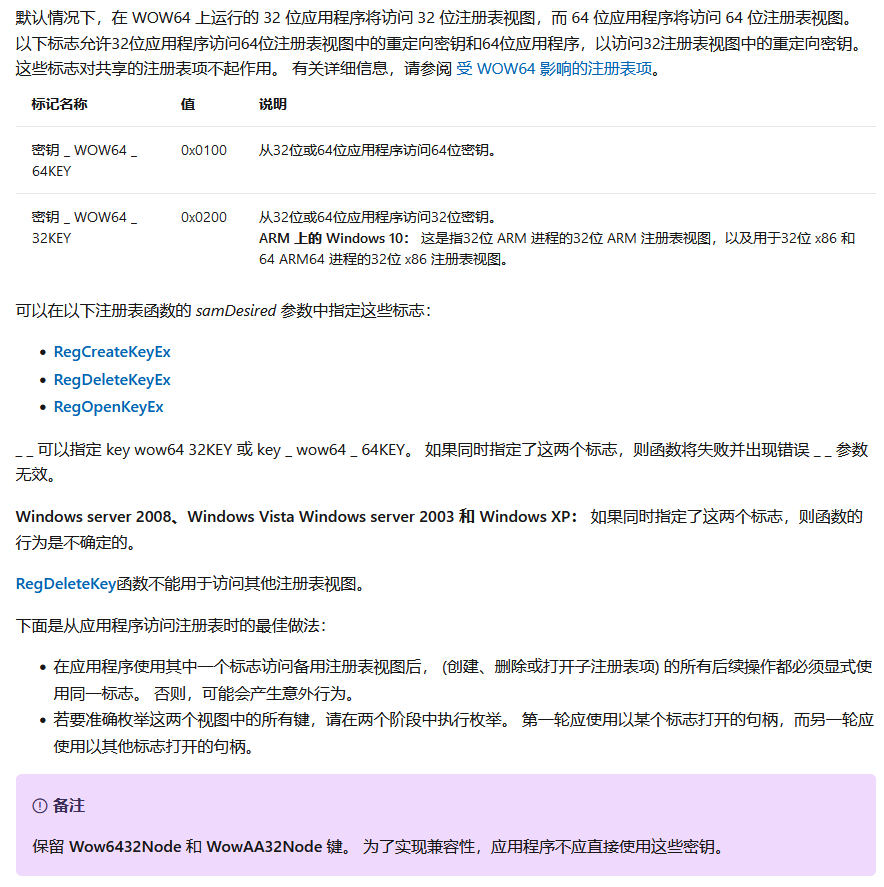 默认情况下，在 WOW64 上运行的 32 位应用程序将访问 32 位注册表视图，而 64 位应用程序将访问 64 位注册表视图。
以下标志允许32位应用程序访问64位注册表视图中的重定向密钥和64位应用程序，以访问32注册表视图中的重定向密钥。
这些标志对共享的注册表项不起作用。 有关详细信息，请参阅 受 WOW64 影响的注册表项。
标记名称 值 说明
密钥 _ WOW64 _ 0x0100 从32位或64位应用程序访问64位密钥。
64KEY
密钥 _ WOW64 _ 0x0200 从32位或64位应用程序访问32位密钥。
32KEY ARM 上的 Windows 10： 这是指32位 ARM 进程的32位 ARM 注册表视图，以及用于32位 x86 和
64 ARM64 进程的32位 x86 注册表视图。
可以在以下注册表函数的 samDesired 参数中指定这些标志：
• RegCreateKeyEx
• RegDeleteKeyEx
• RegOpenKeyEx
_ _ 可以指定 key wow64 32KEY 或 key _ wow64 _ 64KEY。 如果同时指定了这两个标志，则函数将失败并出现错误 _ _ 参数
无效。
Windows server 2008、Windows Vista Windows server 2003 和 Windows XP： 如果同时指定了这两个标志，则函数的
行为是不确定的。
RegDeleteKey函数不能用于访问其他注册表视图。
下面是从应用程序访问注册表时的最佳做法：
• 在应用程序使用其中一个标志访问备用注册表视图后， (创建、删除或打开子注册表项) 的所有后续操作都必须显式使
用同一标志。 否则，可能会产生意外行为。
• 若要准确枚举这两个视图中的所有键，请在两个阶段中执行枚举。 第一轮应使用以某个标志打开的句柄，而另一轮应
使用以其他标志打开的句柄。
备注
保留 Wow6432Node 和 WowAA32Node 键。 为了实现兼容性，应用程序不应直接使用这些密钥。